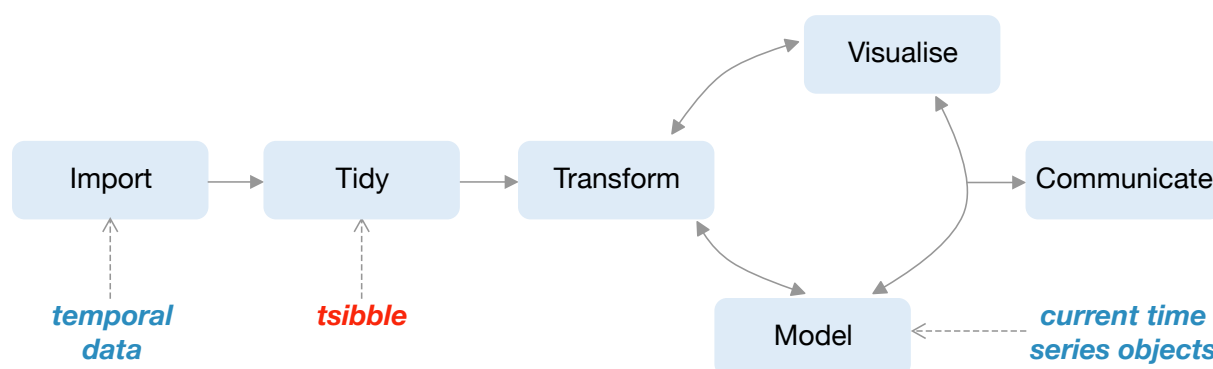 Visualise
Import
Tidy
Transform
Communicate
temporal
data
tsibble
Model
current time
series objects